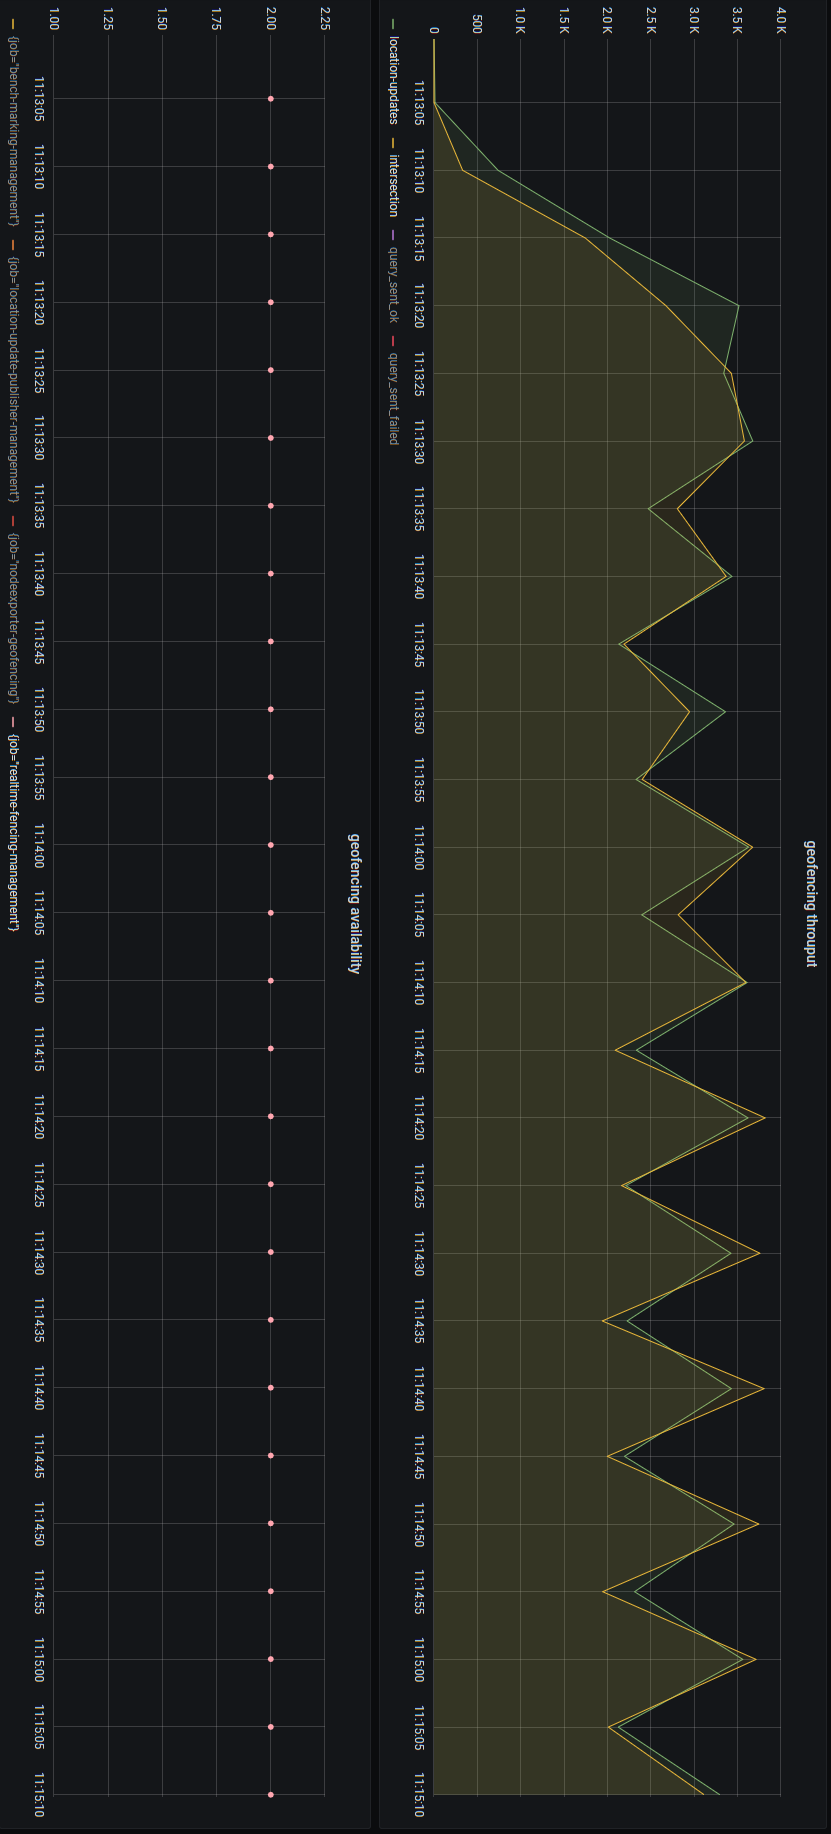 geofencing throuput
4.0 K
3.5 K
3.0 K
2.5 K
2.0 K
1.5 K
1.0 K
500
0
11:13:05 11:13:10 11:13:15 11:13:20 11:13:25 11:13:30 11:13:35 11:13:40 11:13:45 11:13:50 11:13:55 11:14:00 11:14:05 11:14:10 11:14:15 11:14:20 11:14:25 11:14:30 11:14:35 11:14:40 11:14:45 11:14:50 11:14:55 11:15:00 11:15:05 11:15:10
location-updates intersection query_sent_ok query_sent_failed
geofencing availability
2.25
2.00
1.75
1.50
1.25
1.00
11:13:05 11:13:10 11:13:15 11:13:20 11:13:25 11:13:30 11:13:35 11:13:40 11:13:45 11:13:50 11:13:55 11:14:00 11:14:05 11:14:10 11:14:15 11:14:20 11:14:25 11:14:30 11:14:35 11:14:40 11:14:45 11:14:50 11:14:55 11:15:00 11:15:05 11:15:10
{job="bench-marking-management"} {job="location-update-publisher-management"} {job="nodeexporter-geofencing"} {job="realtime-fencing-management"}